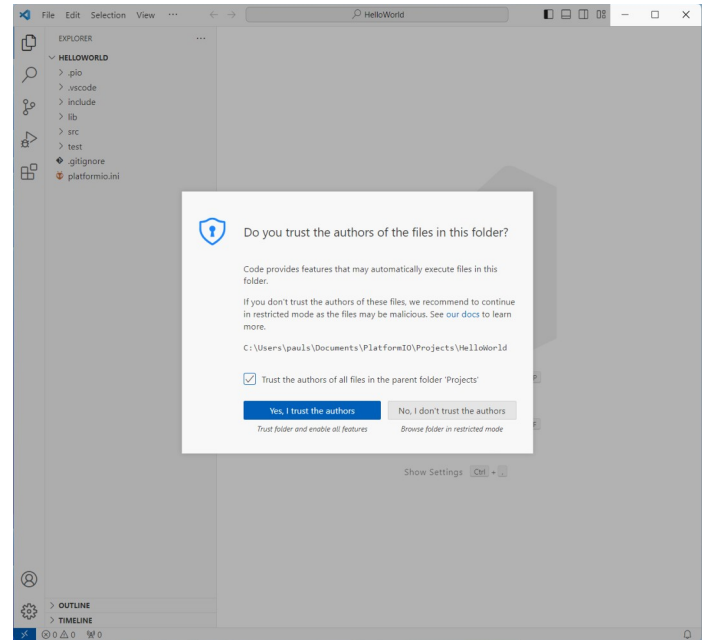 File Edit Selection View ···
HelloWorld
EXPLORER ···
HELLOWORLD
.pio
.vscode
include
lib
src
test
.gitignore
platformio.ini
Do you trust the authors of the files in this folder?
Code provides features that may automatically execute files in this
folder.
If you don't trust the authors of these files, we recommend to continue
in restricted mode as the files may be malicious. See our docs to learn
more.
C:\Users\pauls\Documents\PlatformIO\Projects\HelloWorld
Trust the authors of all files in the parent folder 'Projects'
Yes, I trust the authors
No, I don't trust the authors
Trust folder and enable all features
Browse folder in restricted mode
P
F
Show Settings Ctrl + ,
OUTLINE
TIMELINE
0 0 0